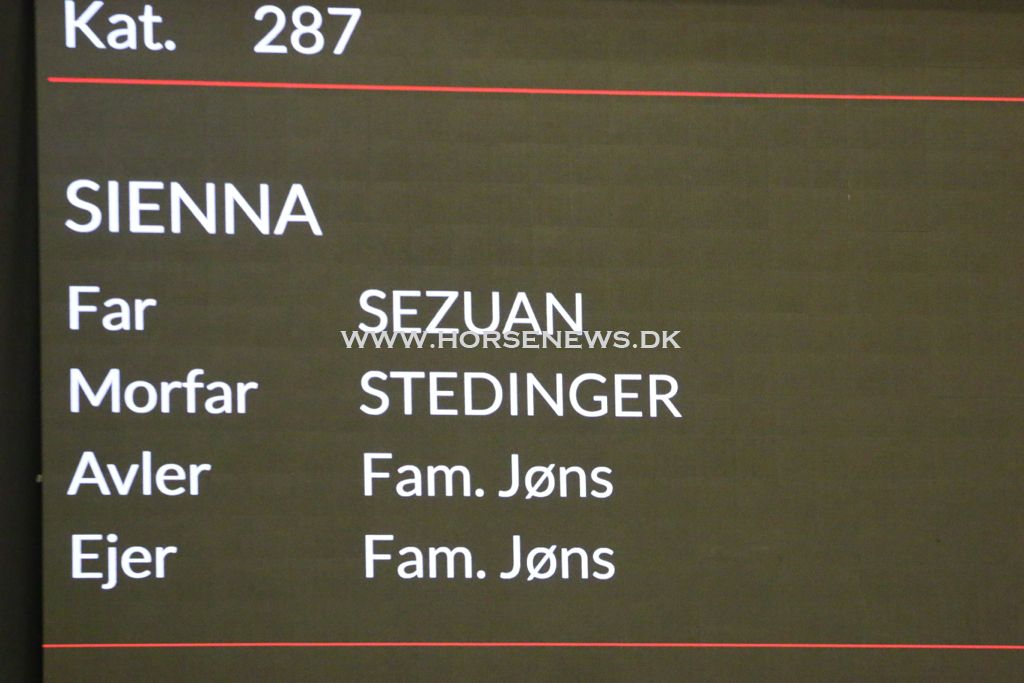 Kat. 287
SIENNA
Far SEZUAN
WWW.HORSENEWS.DK
Morfar STEDINGER
Avler Fam. Jøns
Ejer Fam. Jøns